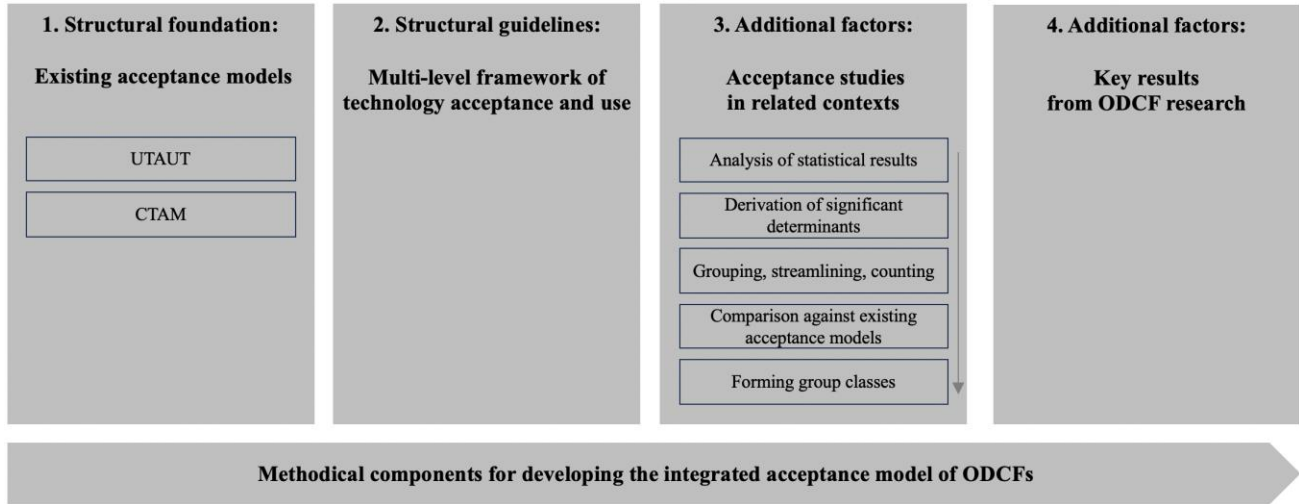 1. Structural foundation:
Existing acceptance models
UTAUT
CTAM
2. Structural guidelines:
Multi-level framework of
technology acceptance and use
3. Additional factors:
Acceptance studies
in related contexts
Analysis of statistical results
Derivation of significant
determinants
Grouping, streamlining, counting
Comparison against existing
acceptance models
Forming group classes
4. Additional factors:
Key results
from ODCF research
Methodical components for developing the integrated acceptance model of ODCFs